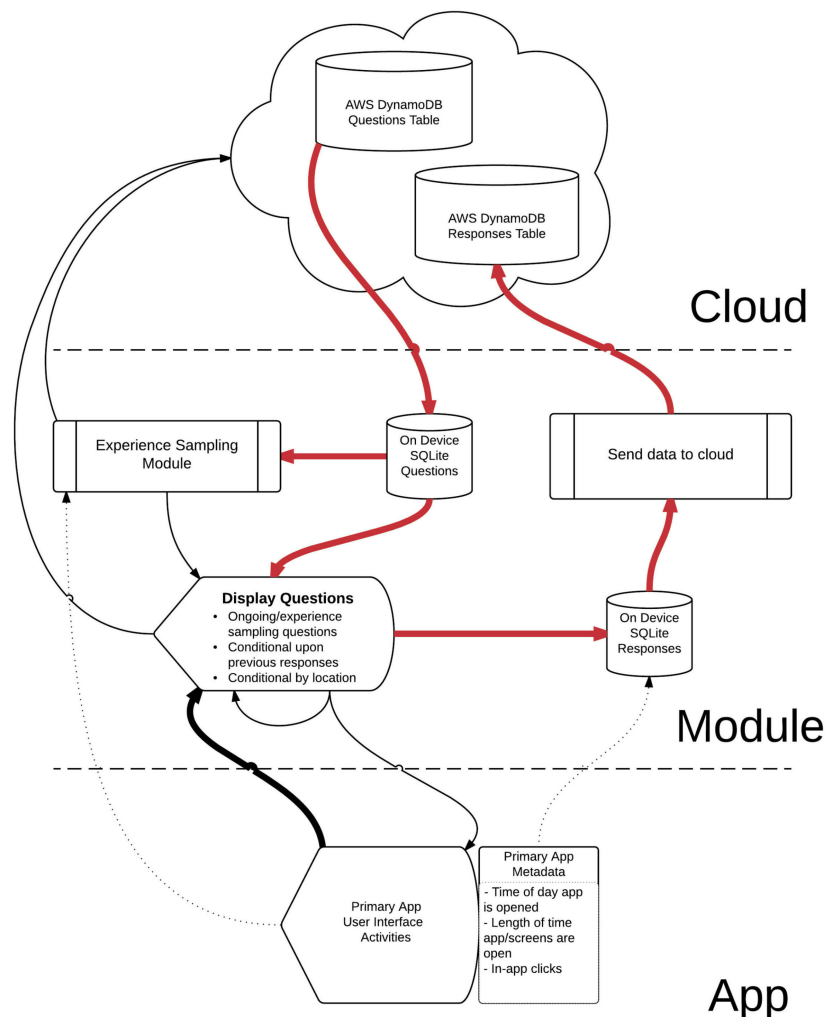 AWS DynamoDB
Questions Table
AWS DynamoDB
Responses Table
Cloud
Experience Sampling
Module
On Device
SQLite
Questions
Send data to cloud
Display Questions
• Ongoing/experience
sampling questions
• Conditional upon
previous responses
• Conditional by location
On Device
SQLite
Responses
Module
Primary App
User Interface
Activities
Primary App
Metadata
- Time of day app
is opened
- Length of time
app/screens are
open
- In-app clicks
App